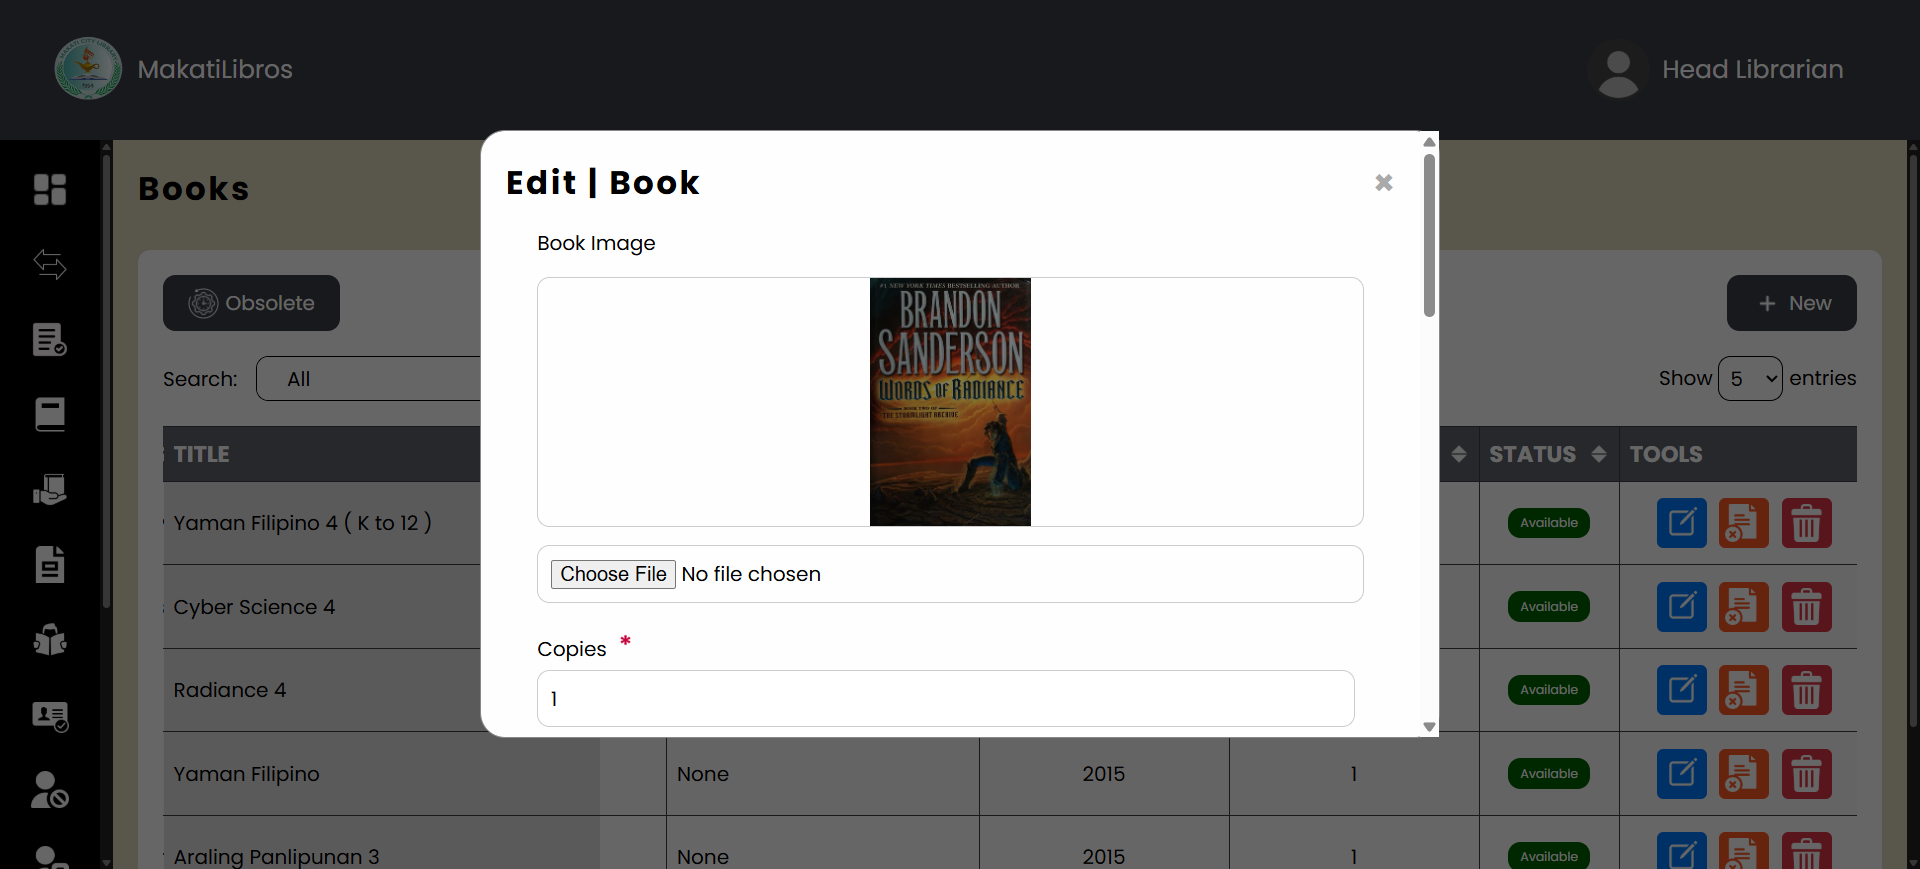 MakatiLibros
Head Librarian
Books
Obsolete
New
Search:
All
Show 5 entries
TITLE
STATUS
TOOLS
Yaman Filipino 4 ( K to 12 )
Available
Cyber Science 4
Available
Radiance 4
Available
Yaman Filipino
None
2015
1
Available
Araling Panlipunan 3
None
2015
1
Available
Edit | Book
Book Image
#1 NEW YORK TIMES BESTSELLING AUTHOR
BRANDON
SANDERSON
WORDS OF RADIANCE
BOOK TWO OF
THE STORMLIGHT ARCHIVE
Choose File No file chosen
Copies *
1